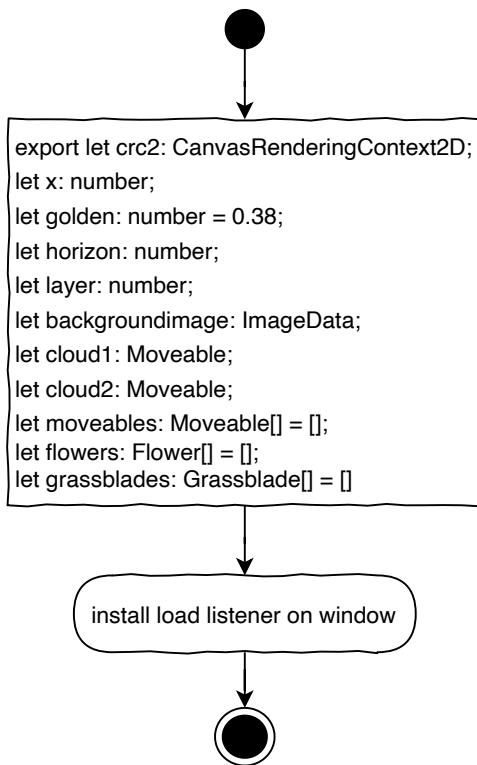 export let crc2: CanvasRenderingContext2D;
let x: number;
let golden: number = 0.38;
let horizon: number;
let layer: number;
let backgroundimage: ImageData;
let cloud1: Moveable;
let cloud2: Moveable;
let moveables: Moveable[] = [];
let flowers: Flower[] = [];
let grassblades: Grassblade[] = []
install load listener on window